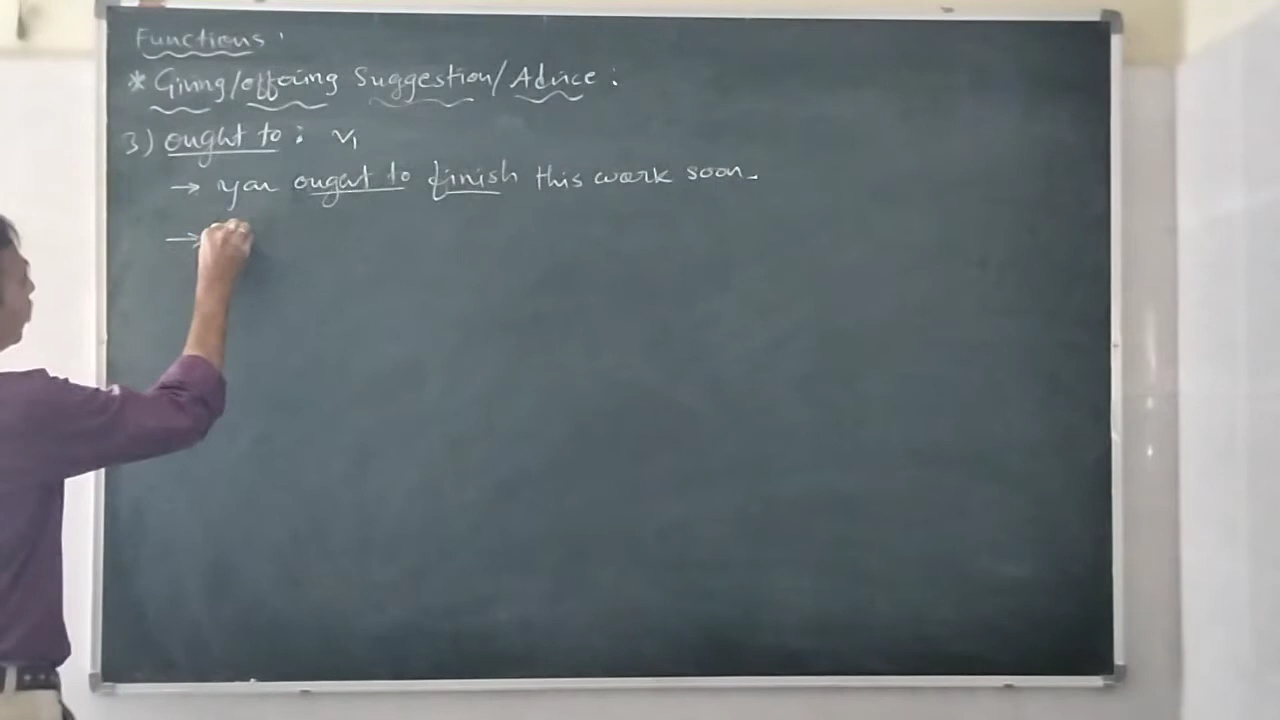 Functions:
* Giving/offering Suggestion/Advice:
3) ought to: V1
→ you ought to finish this work soon.
→